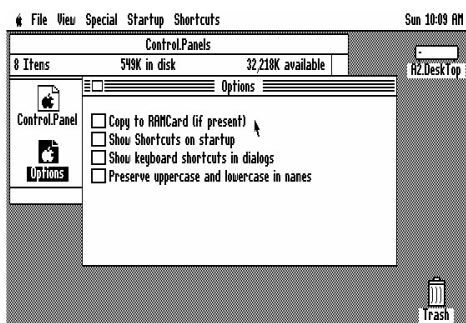 File View Special Startup Shortcuts Sun 10:09 AM
Control.Panels
8 Items 549K in disk 32,218K available
A2.DeskTop
Options
Control.Panel
Copy to RAMCard (if present)
Show Shortcuts on startup
Options
Show keyboard shortcuts in dialogs
Preserve uppercase and lowercase in names
Trash